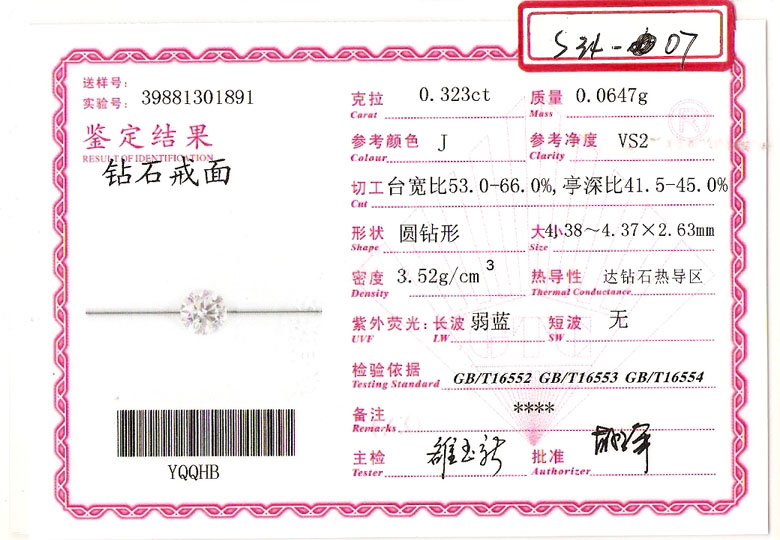 S34-07
送样号:
实验号: 39881301891
鉴定结果
RESULT OF IDENTIFICATION
钻石戒面
YQQHB
克拉 0.323ct 质量 0.0647g
Carat Mass
参考颜色 J 参考净度 VS2
Colour Clarity
切工 台宽比53.0-66.0%,亭深比41.5-45.0%
Cut
形状 圆钻形 大小 4.38～4.37×2.63mm
Shape Size
密度 3.52g/cm³ 热导性 达钻石热导区
Density Thermal Conductance
紫外荧光: 长波 弱蓝 短波 无
UVF LW SW
检验依据 GB/T16552 GB/T16553 GB/T16554
Testing Standard
备注 ****
Remarks
主检 批准
Tester Authorizer